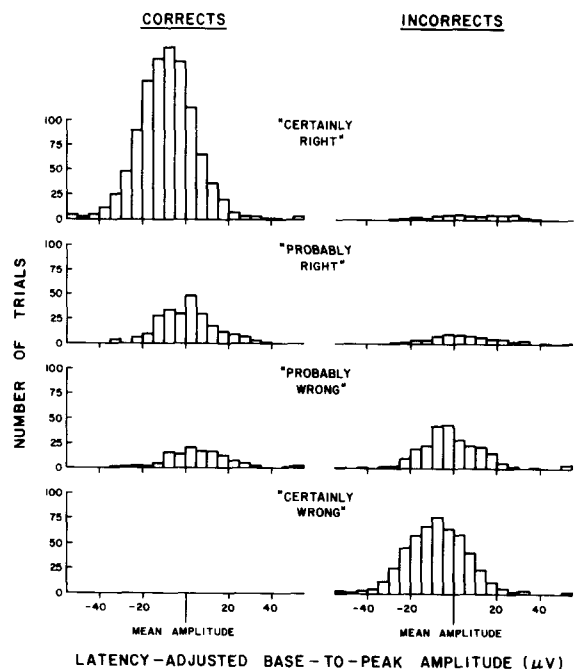 CORRECTS
INCORRECTS
"CERTAINLY
RIGHT"
100
75
50
25
0
"PROBABLY
RIGHT"
100
75
50
25
0
"PROBABLY
WRONG"
100
75
50
25
0
"CERTAINLY
WRONG"
100
75
50
25
0
NUMBER OF TRIALS
-40 -20 20 40
-40 -20 20 40
MEAN AMPLITUDE
MEAN AMPLITUDE
LATENCY-ADJUSTED BASE-TO-PEAK AMPLITUDE (μV)